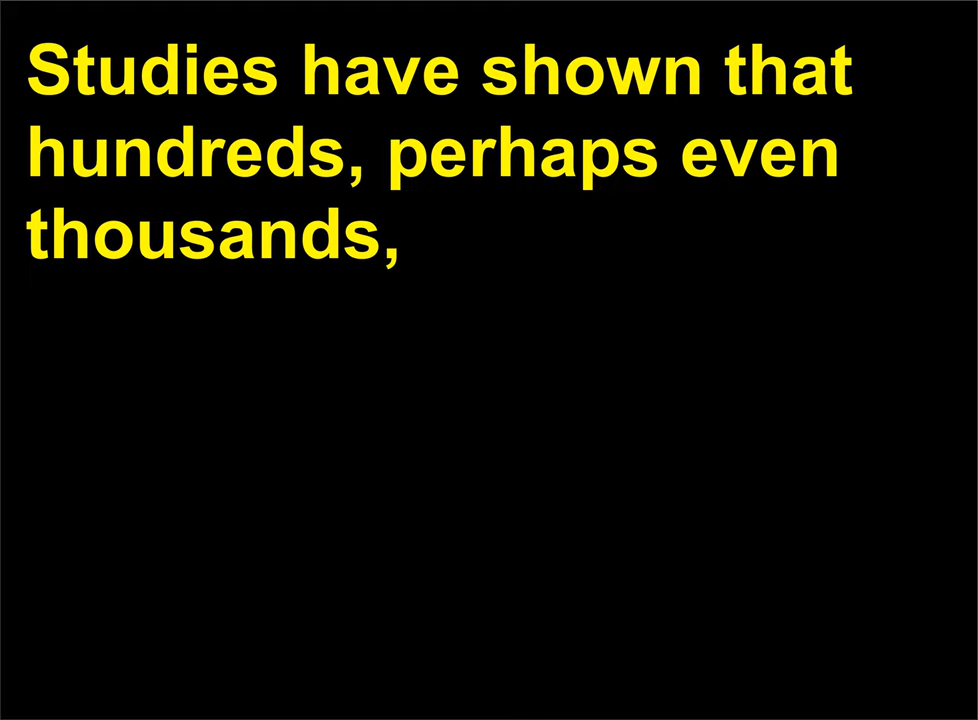 Studies have shown that
hundreds, perhaps even
thousands,